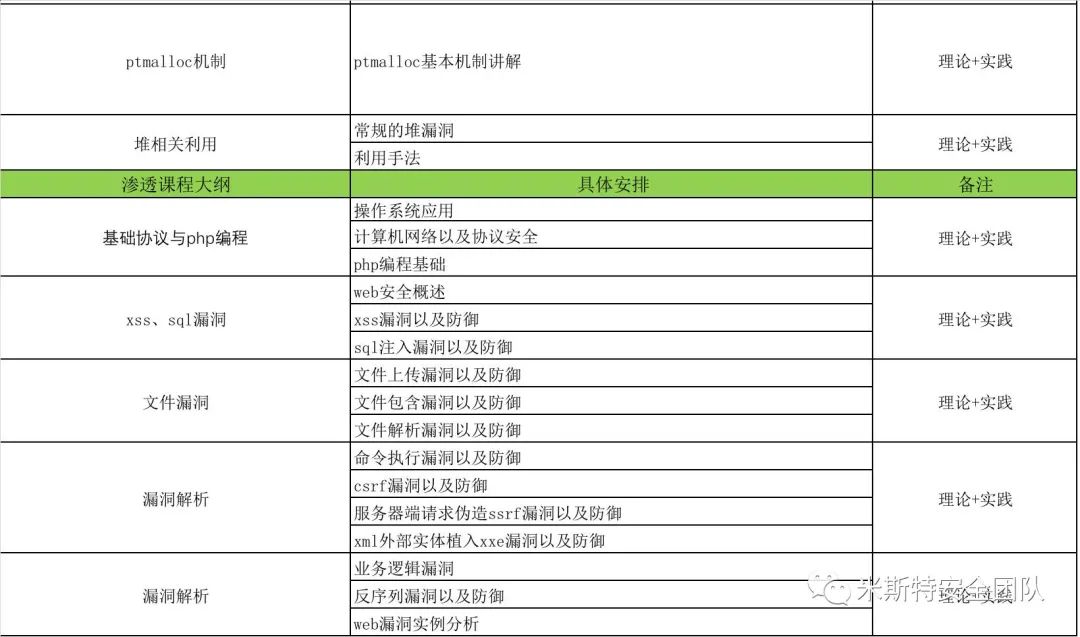 ptmalloc机制
ptmalloc基本机制讲解
理论+实践
堆相关利用
常规的堆漏洞
利用手法
理论+实践
渗透课程大纲
具体安排
备注
基础协议与php编程
操作系统应用
计算机网络以及协议安全
php编程基础
理论+实践
xss、sql漏洞
web安全概述
xss漏洞以及防御
sql注入漏洞以及防御
理论+实践
文件漏洞
文件上传漏洞以及防御
文件包含漏洞以及防御
文件解析漏洞以及防御
理论+实践
漏洞解析
命令执行漏洞以及防御
csrf漏洞以及防御
服务器端请求伪造ssrf漏洞以及防御
xml外部实体植入xxe漏洞以及防御
理论+实践
漏洞解析
业务逻辑漏洞
反序列漏洞以及防御
web漏洞实例分析
理论+实践
米斯特安全团队